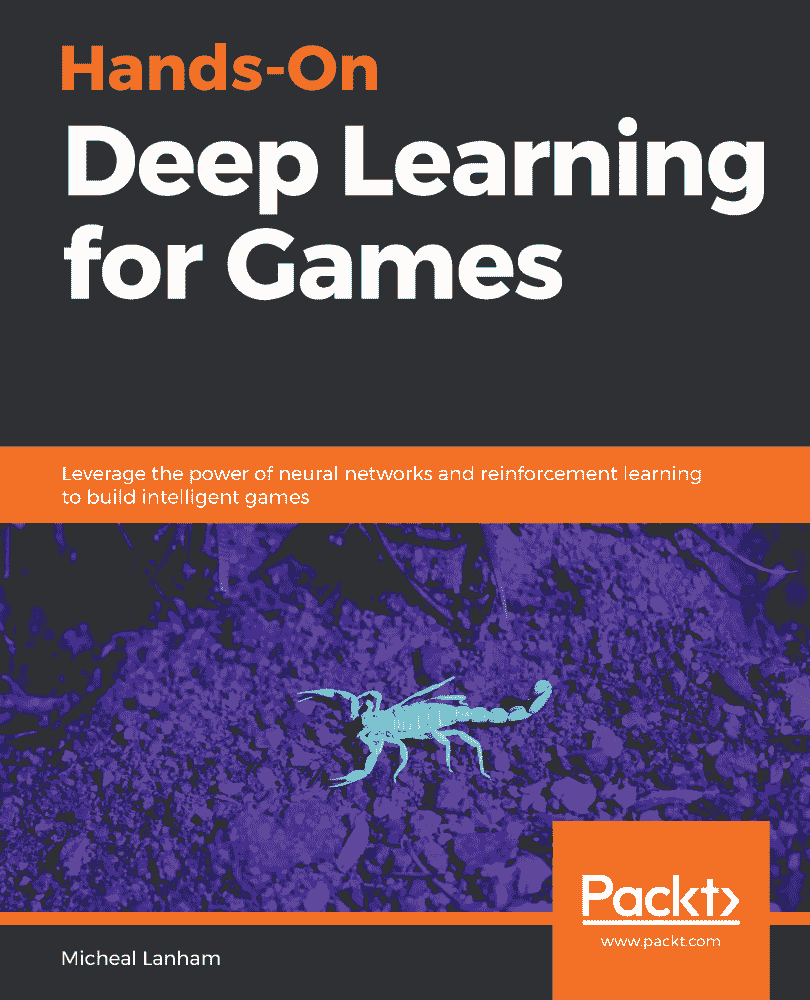 Hands-On
Deep Learning
for Games
Leverage the power of neural networks and reinforcement learning
to build intelligent games
Packt>
www.packt.com
Micheal Lanham